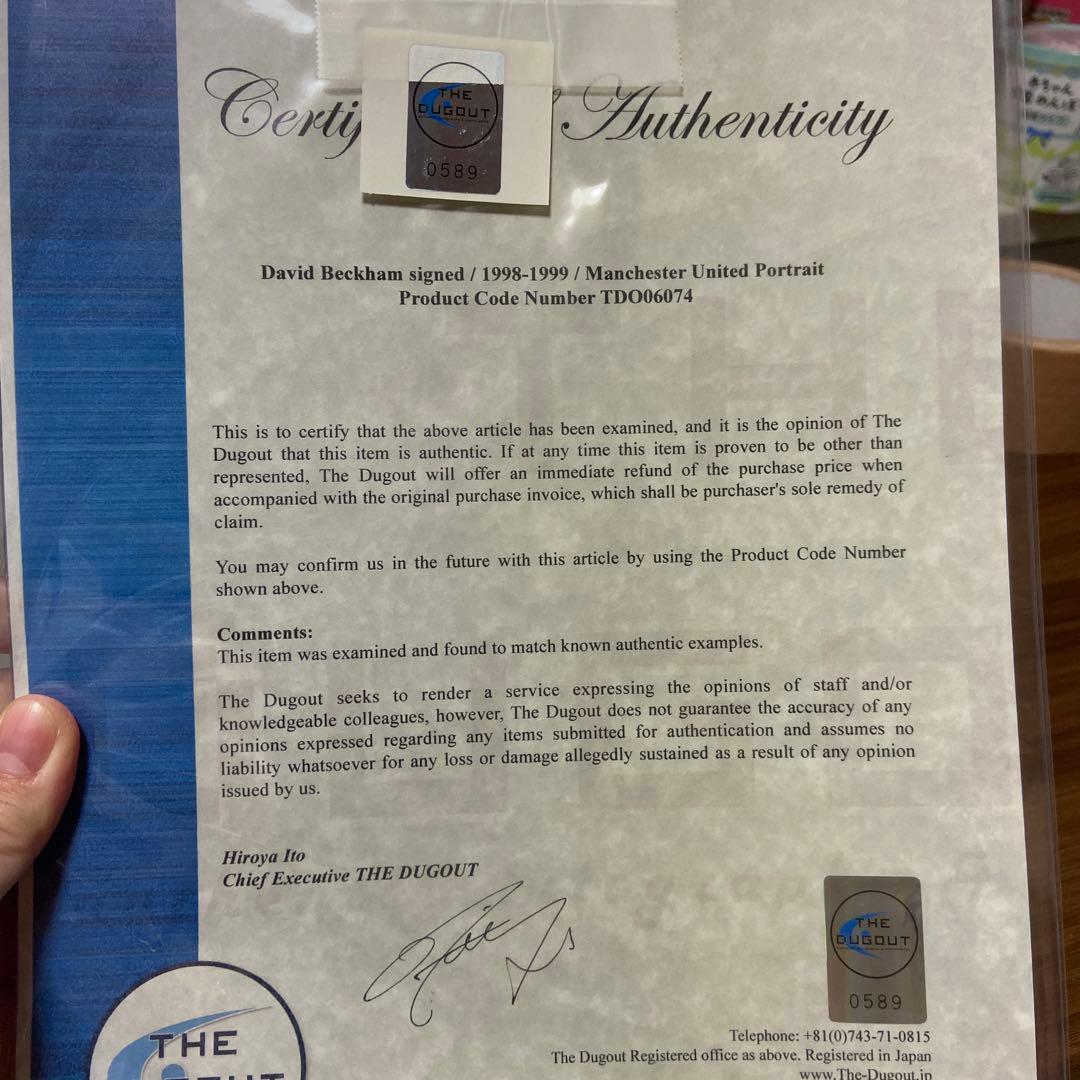 THE
DUGOUT
0589
Authenticity
David Beckham signed / 1998-1999 / Manchester United Portrait
Product Code Number TDO06074
This is to certify that the above article has been examined, and it is the opinion of The
Dugout that this item is authentic. If at any time this item is proven to be other than
represented, The Dugout will offer an immediate refund of the purchase price when
accompanied with the original purchase invoice, which shall be purchaser's sole remedy of
claim.
You may confirm us in the future with this article by using the Product Code Number
shown above.
Comments:
This item was examined and found to match known authentic examples.
The Dugout seeks to render a service expressing the opinions of staff and/or
knowledgeable colleagues, however, The Dugout does not guarantee the accuracy of any
opinions expressed regarding any items submitted for authentication and assumes no
liability whatsoever for any loss or damage allegedly sustained as a result of any opinion
issued by us.
Hiroya Ito
Chief Executive THE DUGOUT
THE
DUGOUT
0589
THE
Telephone: +81(0)743-71-0815
The Dugout Registered office as above. Registered in Japan
www.The-Dugout.jp